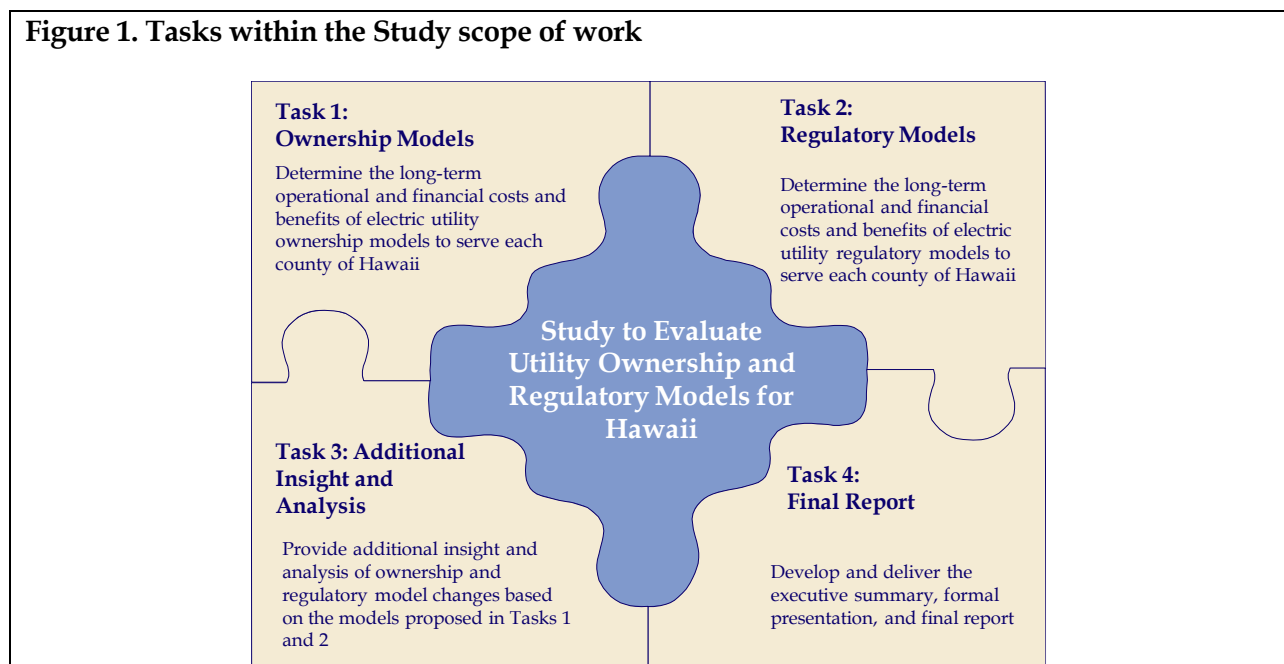 Figure 1. Tasks within the Study scope of work
Task 1:
Ownership Models
Determine the long-term
operational and financial costs and
benefits of electric utility
ownership models to serve each
county of Hawaii
Task 2:
Regulatory Models
Determine the long-term
operational and financial
costs and benefits of electric
utility regulatory models to
serve each county of Hawaii
Study to Evaluate
Utility Ownership and
Regulatory Models for
Hawaii
Task 3: Additional
Insight and
Analysis
Provide additional insight and
analysis of ownership and
regulatory model changes based
on the models proposed in Tasks 1
and 2
Task 4:
Final Report
Develop and deliver the
executive summary, formal
presentation, and final report